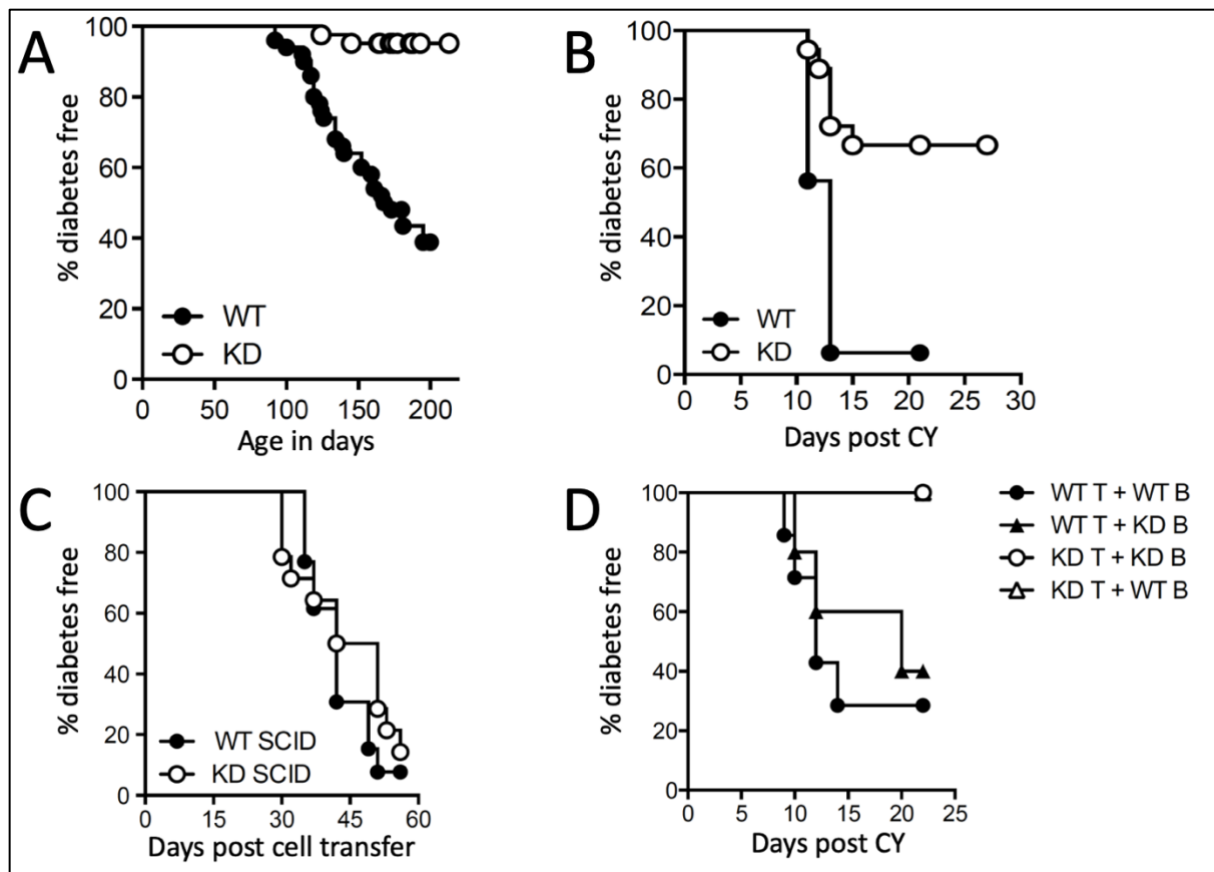 A
% diabetes free
100
80
60
40
20
0
WT
KD
0 50 100 150 200
Age in days
B
% diabetes free
100
80
60
40
20
0
WT
KD
0 5 10 15 20 25 30
Days post CY
C
% diabetes free
100
80
60
40
20
0
WT SCID
KD SCID
0 15 30 45 60
Days post cell transfer
D
% diabetes free
100
80
60
40
20
0
0 5 10 15 20 25
Days post CY
WT T + WT B
WT T + KD B
KD T + KD B
KD T + WT B